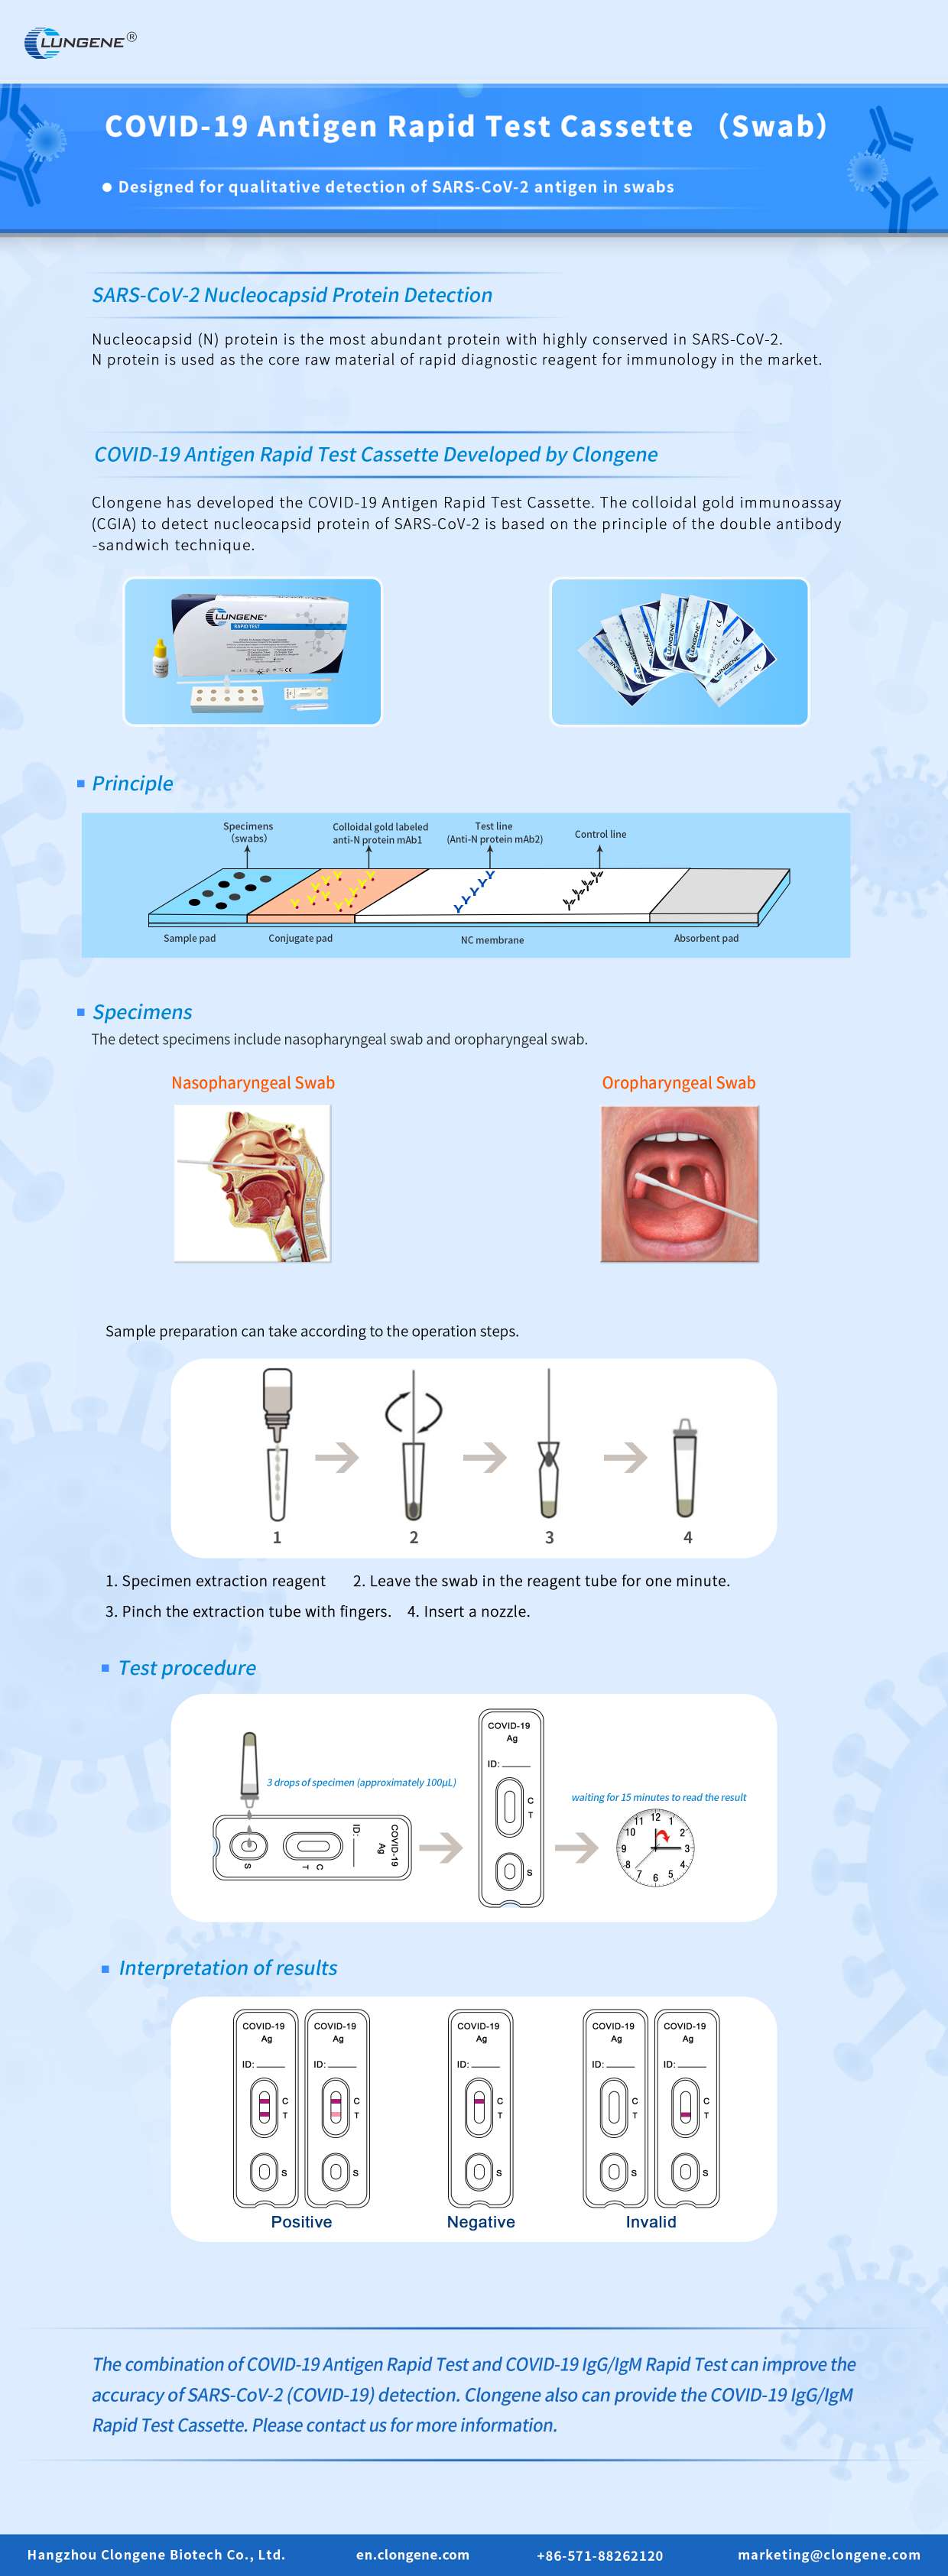 CLUNGENE®
COVID-19 Antigen Rapid Test Cassette （Swab）
● Designed for qualitative detection of SARS-CoV-2 antigen in swabs
SARS-CoV-2 Nucleocapsid Protein Detection
Nucleocapsid (N) protein is the most abundant protein with highly conserved in SARS-CoV-2.
N protein is used as the core raw material of rapid diagnostic reagent for immunology in the market.
COVID-19 Antigen Rapid Test Cassette Developed by Clongene
Clongene has developed the COVID-19 Antigen Rapid Test Cassette. The colloidal gold immunoassay
(CGIA) to detect nucleocapsid protein of SARS-CoV-2 is based on the principle of the double antibody
-sandwich technique.
CLUNGENE®
RAPID TEST
CLUNGENE
Principle
Specimens
（swabs）
Colloidal gold labeled
anti-N protein mAb1
Test line
(Anti-N protein mAb2)
Control line
Sample pad
Conjugate pad
NC membrane
Absorbent pad
Specimens
The detect specimens include nasopharyngeal swab and oropharyngeal swab.
Nasopharyngeal Swab
Oropharyngeal Swab
Sample preparation can take according to the operation steps.
1 2 3 4
1. Specimen extraction reagent 2. Leave the swab in the reagent tube for one minute.
3. Pinch the extraction tube with fingers. 4. Insert a nozzle.
Test procedure
3 drops of specimen (approximately 100μL)
S
T C
ID:
COVID-19
Ag
COVID-19
Ag
ID:
C
T
S
waiting for 15 minutes to read the result
12 1 2 3 4 5 6 7 8 9 10 11
Interpretation of results
COVID-19
Ag
ID:
C
T
S
COVID-19
Ag
ID:
C
T
S
Positive
COVID-19
Ag
ID:
C
T
S
Negative
COVID-19
Ag
ID:
C
T
S
COVID-19
Ag
ID:
C
T
S
Invalid
The combination of COVID-19 Antigen Rapid Test and COVID-19 IgG/IgM Rapid Test can improve the
accuracy of SARS-CoV-2 (COVID-19) detection. Clongene also can provide the COVID-19 IgG/IgM
Rapid Test Cassette. Please contact us for more information.
Hangzhou Clongene Biotech Co., Ltd. en.clongene.com +86-571-88262120 marketing@clongene.com